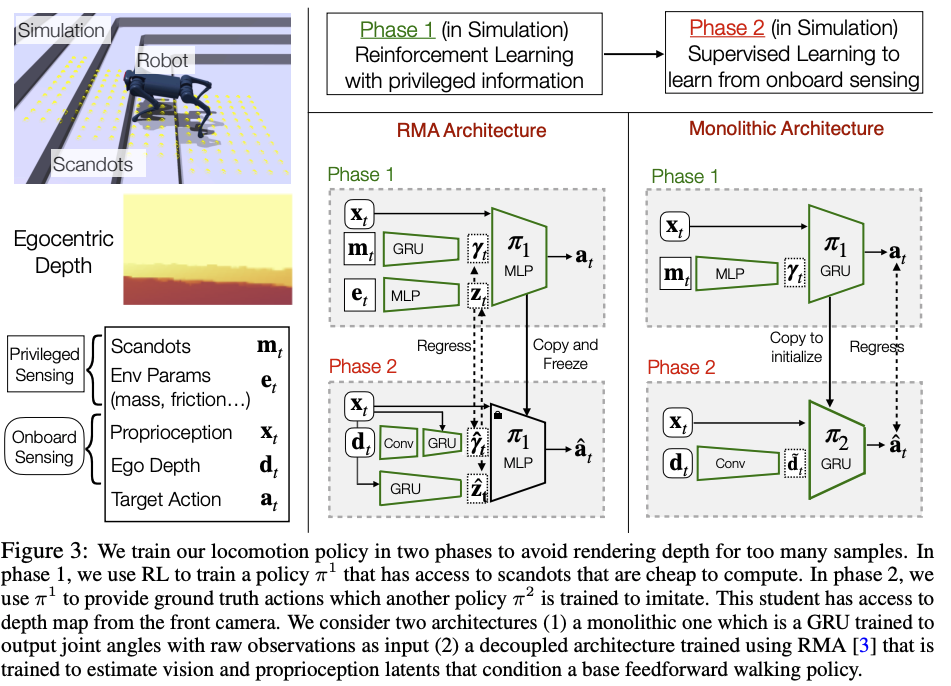 Simulation
Robot
Scandots
Egocentric
Depth
Privileged
Sensing
Onboard
Sensing
Scandots m_t
Env Params e_t
(mass, friction…)
Proprioception x_t
Ego Depth d_t
Target Action a_t
Phase 1 (in Simulation)
Reinforcement Learning
with privileged information
Phase 2 (in Simulation)
Supervised Learning to
learn from onboard sensing
RMA Architecture
Phase 1
x_t
m_t GRU γ_t
π_1
MLP
a_t
e_t MLP z_t
Regress
Copy and
Freeze
Phase 2
x_t
d_t Conv GRU γ̂_t
π_1
MLP
â_t
GRU ẑ_t
Monolithic Architecture
Phase 1
x_t
m_t MLP γ_t
π_1
GRU
a_t
Copy to
initialize
Regress
Phase 2
x_t
d_t Conv d̃_t
π_2
GRU
â_t
Figure 3: We train our locomotion policy in two phases to avoid rendering depth for too many samples. In
phase 1, we use RL to train a policy π¹ that has access to scandots that are cheap to compute. In phase 2, we
use π¹ to provide ground truth actions which another policy π² is trained to imitate. This student has access to
depth map from the front camera. We consider two architectures (1) a monolithic one which is a GRU trained to
output joint angles with raw observations as input (2) a decoupled architecture trained using RMA [3] that is
trained to estimate vision and proprioception latents that condition a base feedforward walking policy.